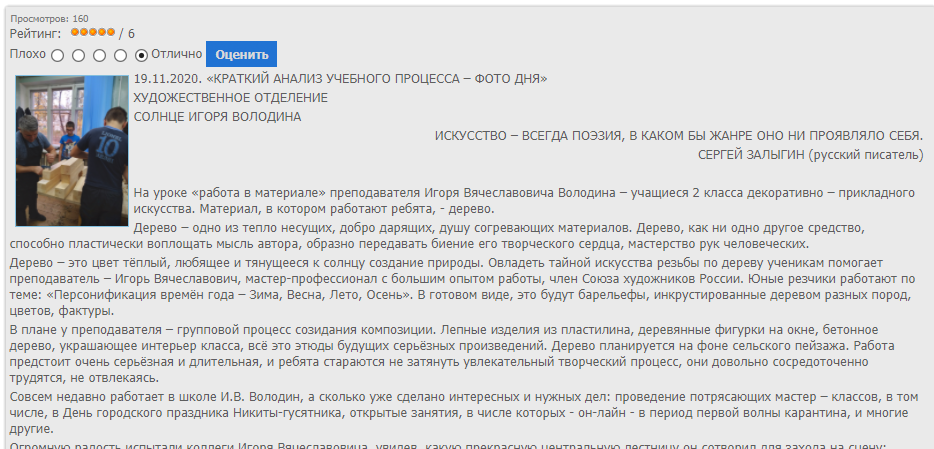 Просмотров: 160
Рейтинг: / 6
Плохо Отлично Оценить
19.11.2020. «КРАТКИЙ АНАЛИЗ УЧЕБНОГО ПРОЦЕССА – ФОТО ДНЯ»
ХУДОЖЕСТВЕННОЕ ОТДЕЛЕНИЕ
СОЛНЦЕ ИГОРЯ ВОЛОДИНА
ИСКУССТВО – ВСЕГДА ПОЭЗИЯ, В КАКОМ БЫ ЖАНРЕ ОНО НИ ПРОЯВЛЯЛО СЕБЯ.
СЕРГЕЙ ЗАЛЫГИН (русский писатель)
На уроке «работа в материале» преподавателя Игоря Вячеславовича Володина – учащиеся 2 класса декоративно – прикладного
искусства. Материал, в котором работают ребята, - дерево.
Дерево – одно из тепло несущих, добро дарящих, душу согревающих материалов. Дерево, как ни одно другое средство,
способно пластически воплощать мысль автора, образно передавать биение его творческого сердца, мастерство рук человеческих.
Дерево – это цвет тёплый, любящее и тянущееся к солнцу создание природы. Овладеть тайной искусства резьбы по дереву ученикам помогает
преподаватель – Игорь Вячеславович, мастер-профессионал с большим опытом работы, член Союза художников России. Юные резчики работают по
теме: «Персонификация времён года – Зима, Весна, Лето, Осень». В готовом виде, это будут барельефы, инкрустированные деревом разных пород,
цветов, фактуры.
В плане у преподавателя – групповой процесс созидания композиции. Лепные изделия из пластилина, деревянные фигурки на окне, бетонное
дерево, украшающее интерьер класса, всё это этюды будущих серьёзных произведений. Дерево планируется на фоне сельского пейзажа. Работа
предстоит очень серьёзная и длительная, и ребята стараются не затянуть увлекательный творческий процесс, они довольно сосредоточенно
трудятся, не отвлекаясь.
Совсем недавно работает в школе И.В. Володин, а сколько уже сделано интересных и нужных дел: проведение потрясающих мастер – классов, в том
числе, в День городского праздника Никиты-гусятника, открытые занятия, в числе которых - он-лайн - в период первой волны карантина, и многие
другие.
Огромную радость испытали коллеги Игоря Вячеславовича, увидев, какую прекрасную центральную лестницу он сотворил для захода на сцену: